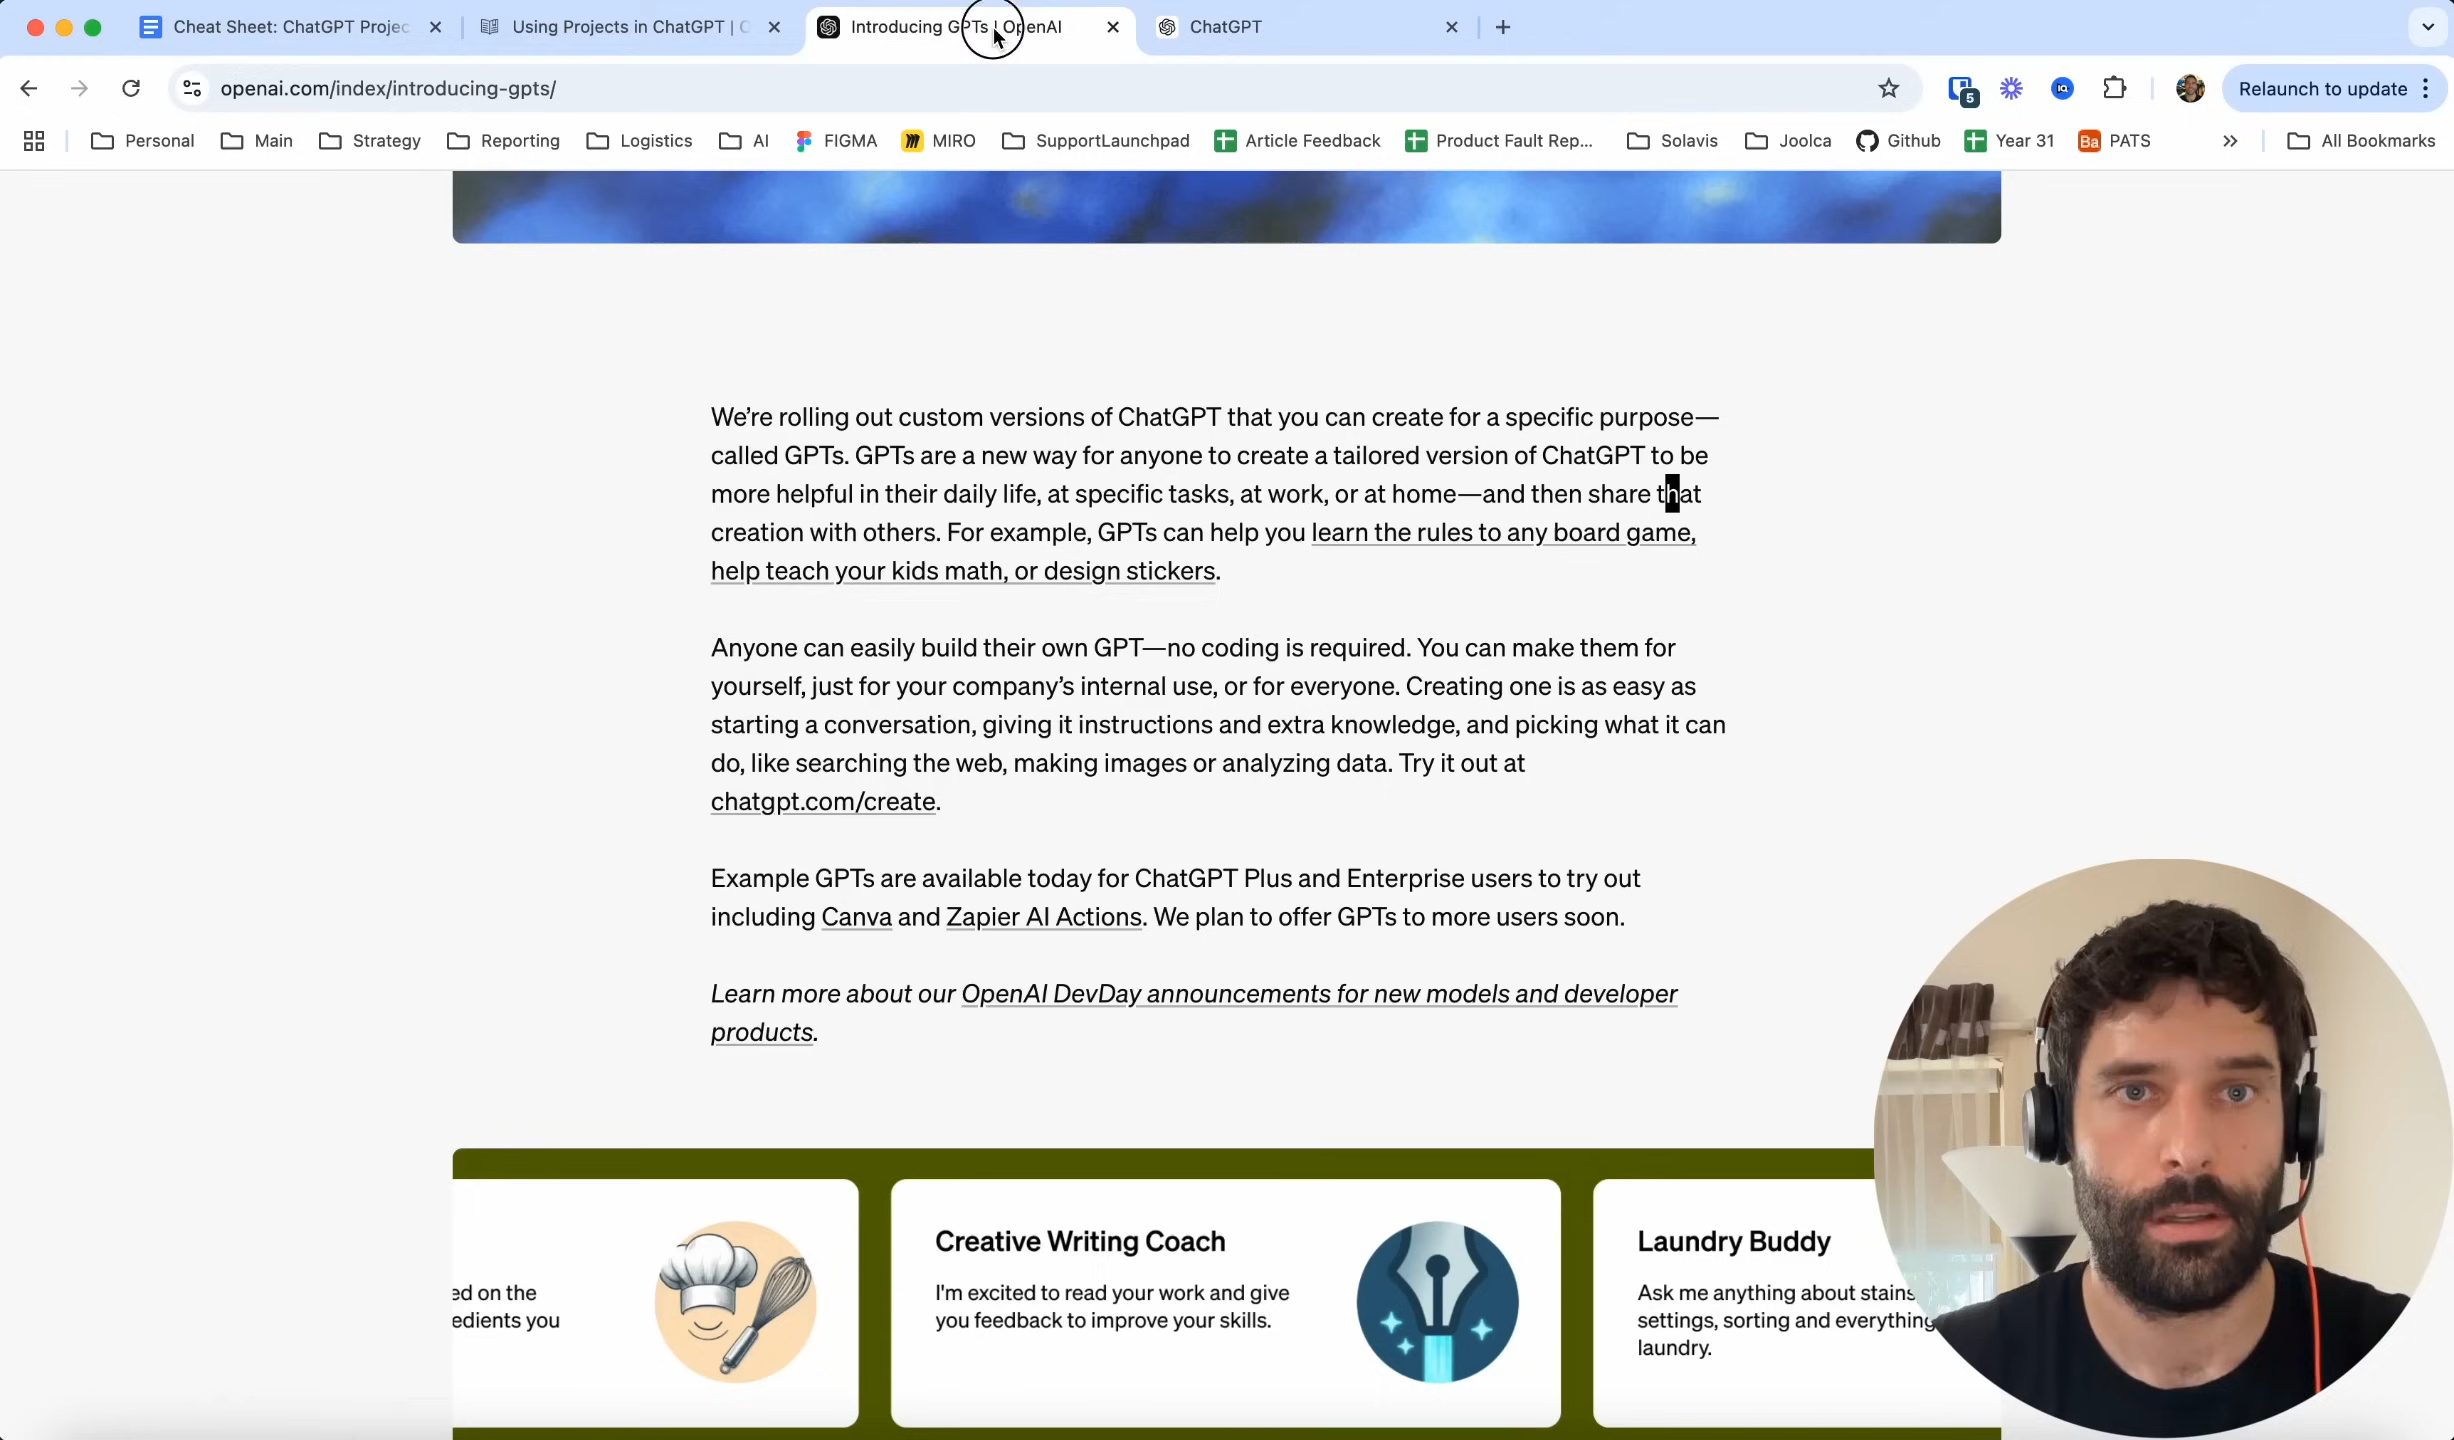 Cheat Sheet: ChatGPT Projec
Using Projects in ChatGPT |
Introducing GPTs | OpenAI
ChatGPT
openai.com/index/introducing-gpts/
5
Relaunch to update
Personal
Main
Strategy
Reporting
Logistics
AI
FIGMA
MIRO
SupportLaunchpad
Article Feedback
Product Fault Rep...
Solavis
Joolca
Github
Year 31
Ba PATS
All Bookmarks
We’re rolling out custom versions of ChatGPT that you can create for a specific purpose—
called GPTs. GPTs are a new way for anyone to create a tailored version of ChatGPT to be
more helpful in their daily life, at specific tasks, at work, or at home—and then share that
creation with others. For example, GPTs can help you learn the rules to any board game,
help teach your kids math, or design stickers.
Anyone can easily build their own GPT—no coding is required. You can make them for
yourself, just for your company’s internal use, or for everyone. Creating one is as easy as
starting a conversation, giving it instructions and extra knowledge, and picking what it can
do, like searching the web, making images or analyzing data. Try it out at
chatgpt.com/create.
Example GPTs are available today for ChatGPT Plus and Enterprise users to try out
including Canva and Zapier AI Actions. We plan to offer GPTs to more users soon.
Learn more about our OpenAI DevDay announcements for new models and developer
products.
ed on the
edients you
Creative Writing Coach
I'm excited to read your work and give
you feedback to improve your skills.
Laundry Buddy
Ask me anything about stains
settings, sorting and everything
laundry.